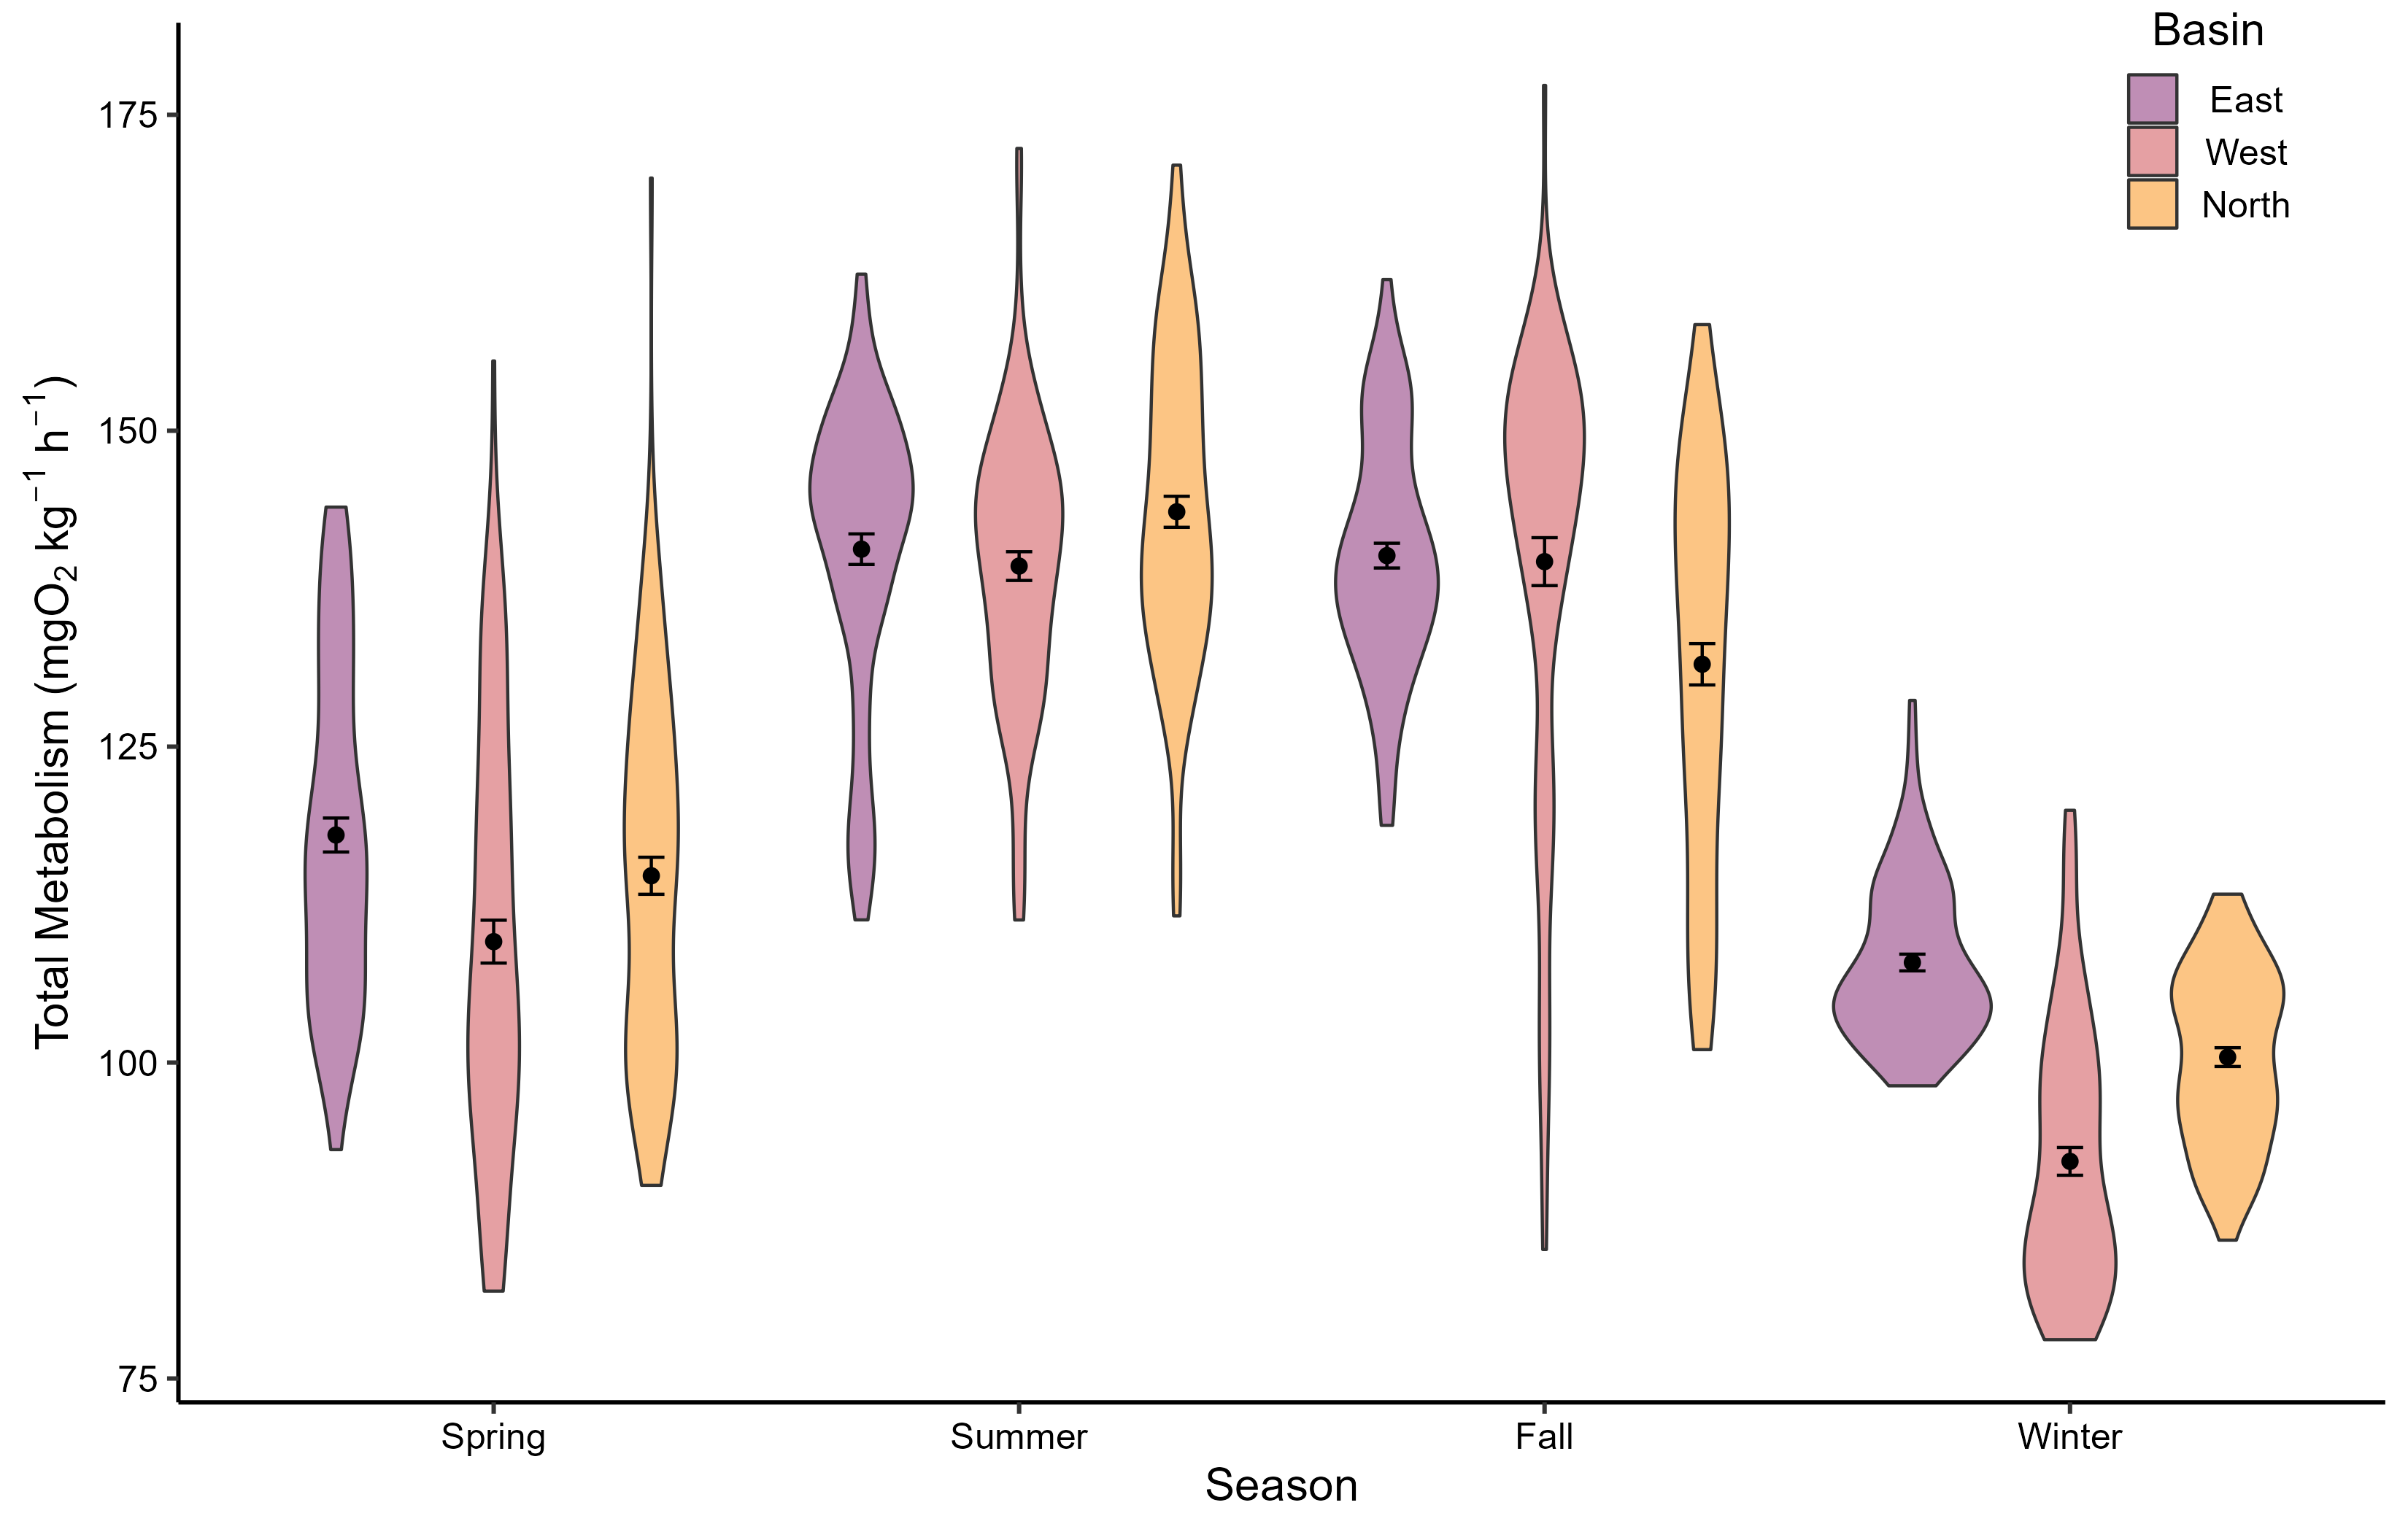 Basin
East
West
North
175
150
125
100
75
Total Metabolism (mgO₂ kg⁻¹ h⁻¹)
Spring Summer Fall Winter
Season